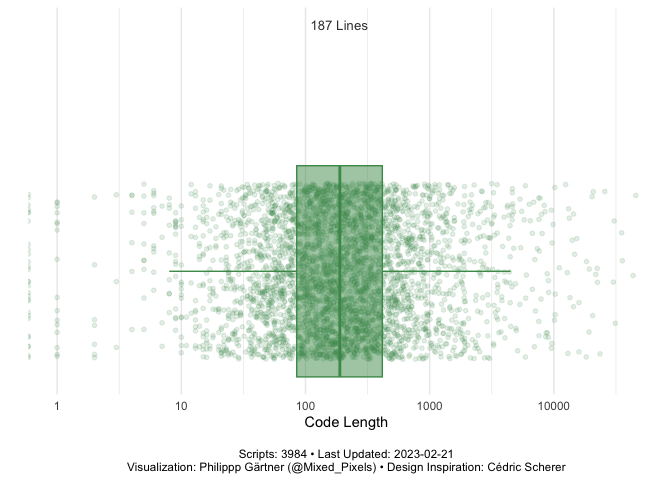 187 Lines
1 10 100 1000 10000
Code Length
Scripts: 3984 • Last Updated: 2023-02-21
Visualization: Philippp Gärtner (@Mixed_Pixels) • Design Inspiration: Cédric Scherer